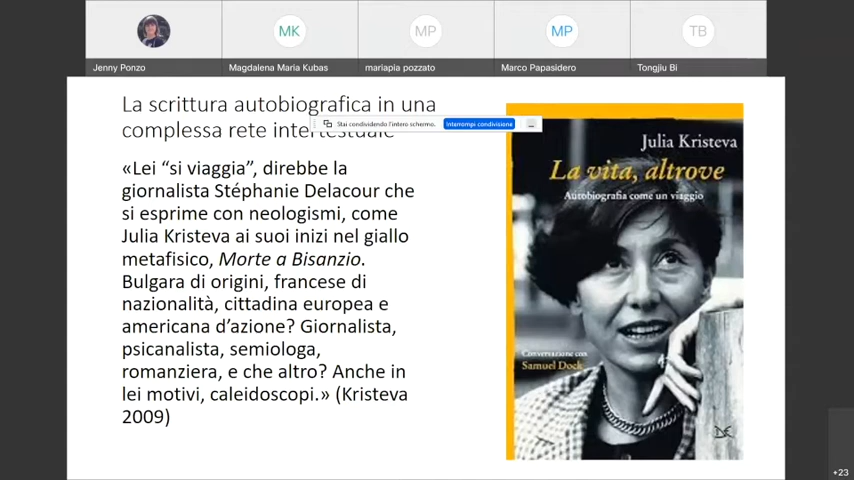 MK
MP
MP
TB
Jenny Ponzo
Magdalena Maria Kubas
mariapia pozzato
Marco Papasidero
Tongjiu Bi
La scrittura autobiografica in una
complessa rete intertestuale
Stai condividendo l'intero schermo.
Interrompi condivisione
«Lei “si viaggia”, direbbe la
giornalista Stéphanie Delacour che
si esprime con neologismi, come
Julia Kristeva ai suoi inizi nel giallo
metafisico, Morte a Bisanzio.
Bulgara di origini, francese di
nazionalità, cittadina europea e
americana d’azione? Giornalista,
psicanalista, semiologa,
romanziera, e che altro? Anche in
lei motivi, caleidoscopi.» (Kristeva
2009)
Julia Kristeva
La vita, altrove
Autobiografia come un viaggio
Conversazione con
Samuel Dock
+23